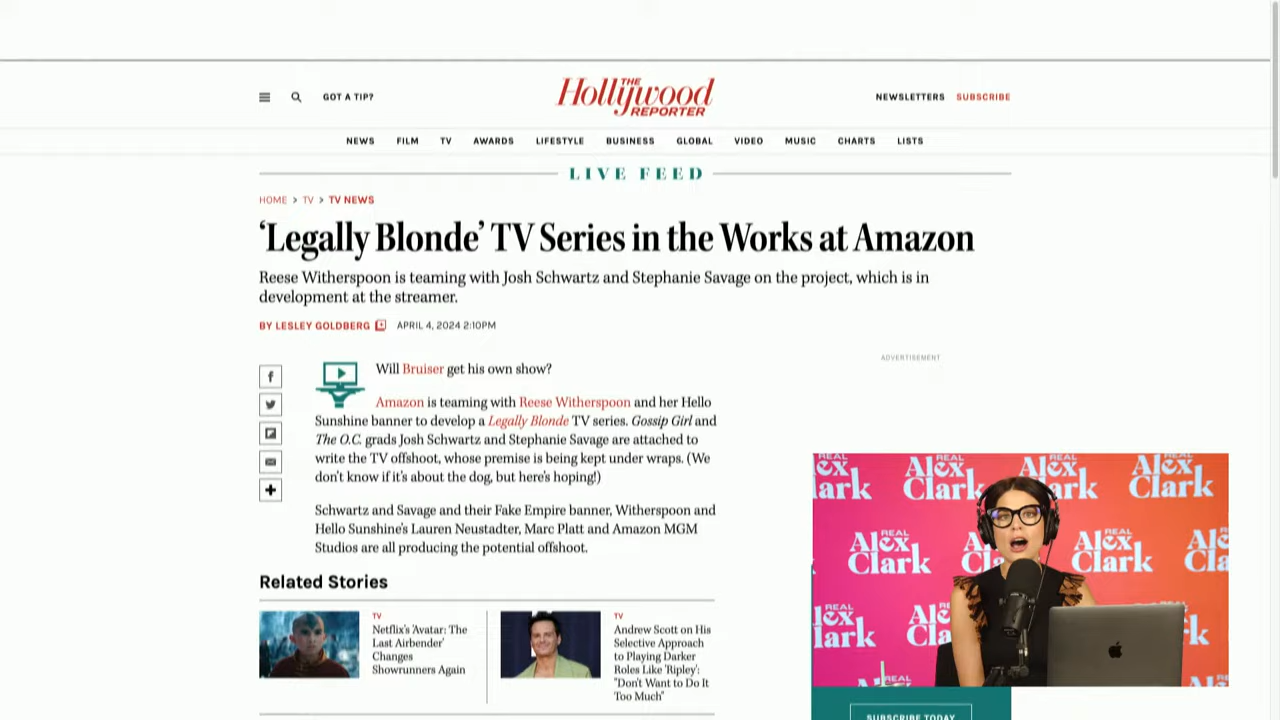 GOT A TIP?
THE
Hollywood
REPORTER
NEWSLETTERS SUBSCRIBE
NEWS FILM TV AWARDS LIFESTYLE BUSINESS GLOBAL VIDEO MUSIC CHARTS LISTS
LIVE FEED
HOME > TV > TV NEWS
‘Legally Blonde’ TV Series in the Works at Amazon
Reese Witherspoon is teaming with Josh Schwartz and Stephanie Savage on the project, which is in
development at the streamer.
BY LESLEY GOLDBERG APRIL 4, 2024 2:10PM
ADVERTISEMENT
Will Bruiser get his own show?
Amazon is teaming with Reese Witherspoon and her Hello
Sunshine banner to develop a Legally Blonde TV series. Gossip Girl and
The O.C. grads Josh Schwartz and Stephanie Savage are attached to
write the TV offshoot, whose premise is being kept under wraps. (We
don't know if it's about the dog, but here's hoping!)
Schwartz and Savage and their Fake Empire banner, Witherspoon and
Hello Sunshine's Lauren Neustadter, Marc Platt and Amazon MGM
Studios are all producing the potential offshoot.
Related Stories
TV
Netflix's 'Avatar: The
Last Airbender'
Changes
Showrunners Again
TV
Andrew Scott on His
Selective Approach
to Playing Darker
Roles Like 'Ripley':
"Don't Want to Do It
Too Much"
REAL
Alex
Clark
REAL
Alex
Clark
REAL
Alex
Clark
REAL
Alex
Clark
REAL
Alex
Clark
SUBSCRIBE TODAY